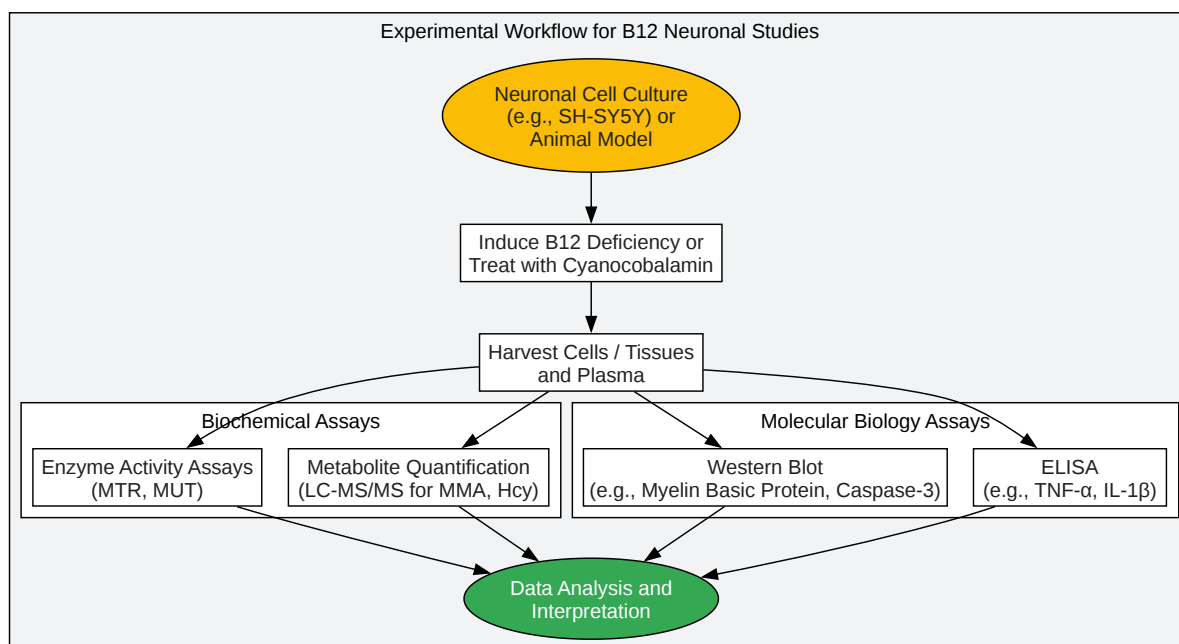 Experimental Workflow for B12 Neuronal Studies
Neuronal Cell Culture
(e.g., SH-SY5Y) or
Animal Model
Induce B12 Deficiency or
Treat with Cyanocobalamin
Harvest Cells / Tissues
and Plasma
Biochemical Assays
Enzyme Activity Assays
(MTR, MUT)
Metabolite Quantification
(LC-MS/MS for MMA, Hcy)
Molecular Biology Assays
Western Blot
(e.g., Myelin Basic Protein, Caspase-3)
ELISA
(e.g., TNF-α, IL-1β)
Data Analysis and
Interpretation